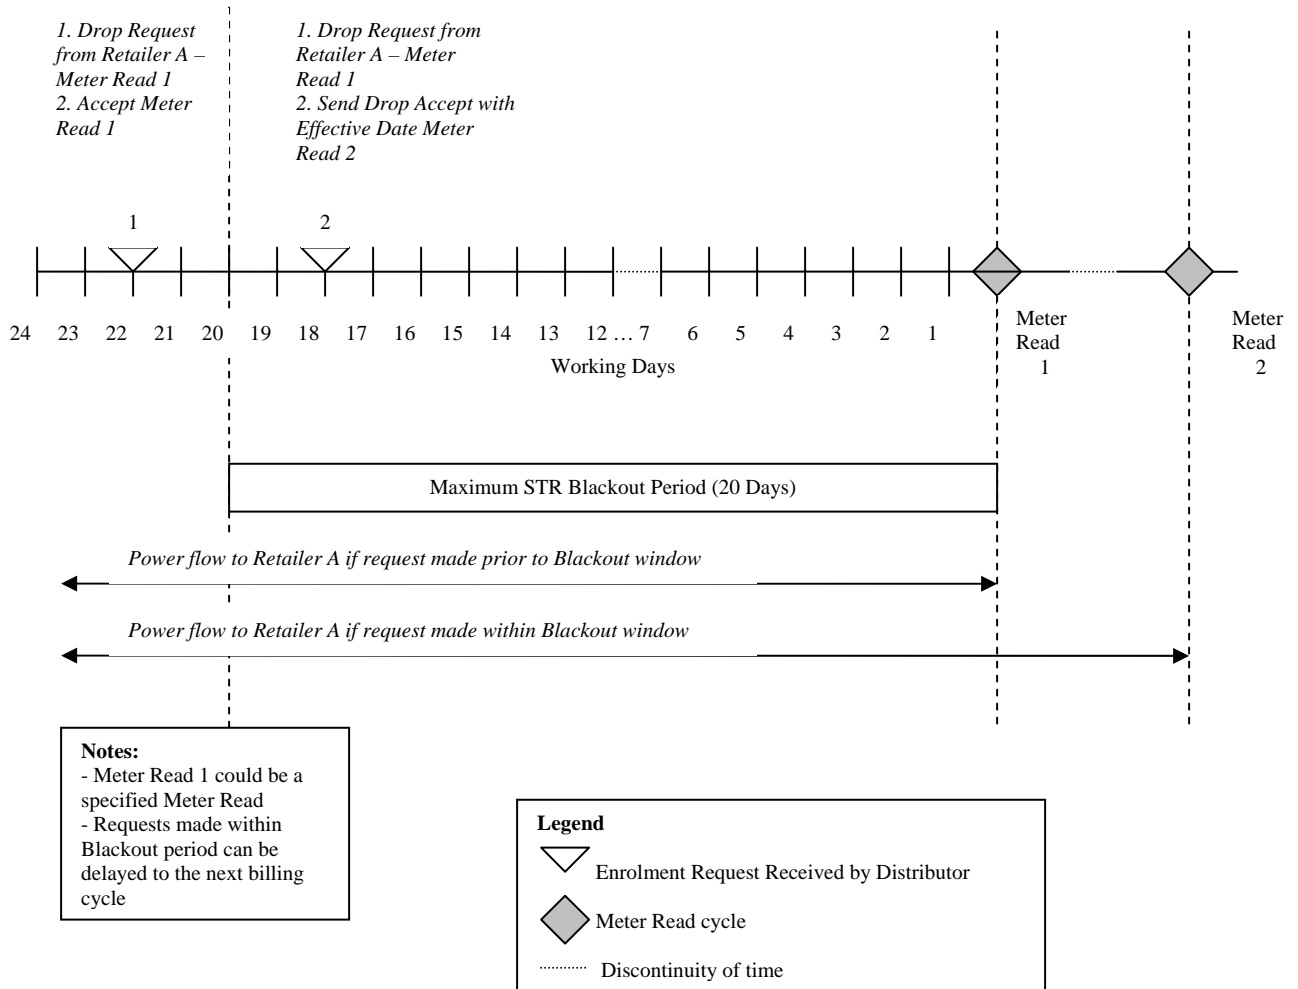 1. Drop Request
from Retailer A –
Meter Read 1
2. Accept Meter
Read 1
1. Drop Request from
Retailer A – Meter
Read 1
2. Send Drop Accept with
Effective Date Meter
Read 2
1
2
24 23 22 21 20 19 18 17 16 15 14 13 12 … 7 6 5 4 3 2 1
Working Days
Meter
Read
1
Meter
Read
2
Maximum STR Blackout Period (20 Days)
Power flow to Retailer A if request made prior to Blackout window
Power flow to Retailer A if request made within Blackout window
Notes:
- Meter Read 1 could be a
specified Meter Read
- Requests made within
Blackout period can be
delayed to the next billing
cycle
Legend
Enrolment Request Received by Distributor
Meter Read cycle
Discontinuity of time